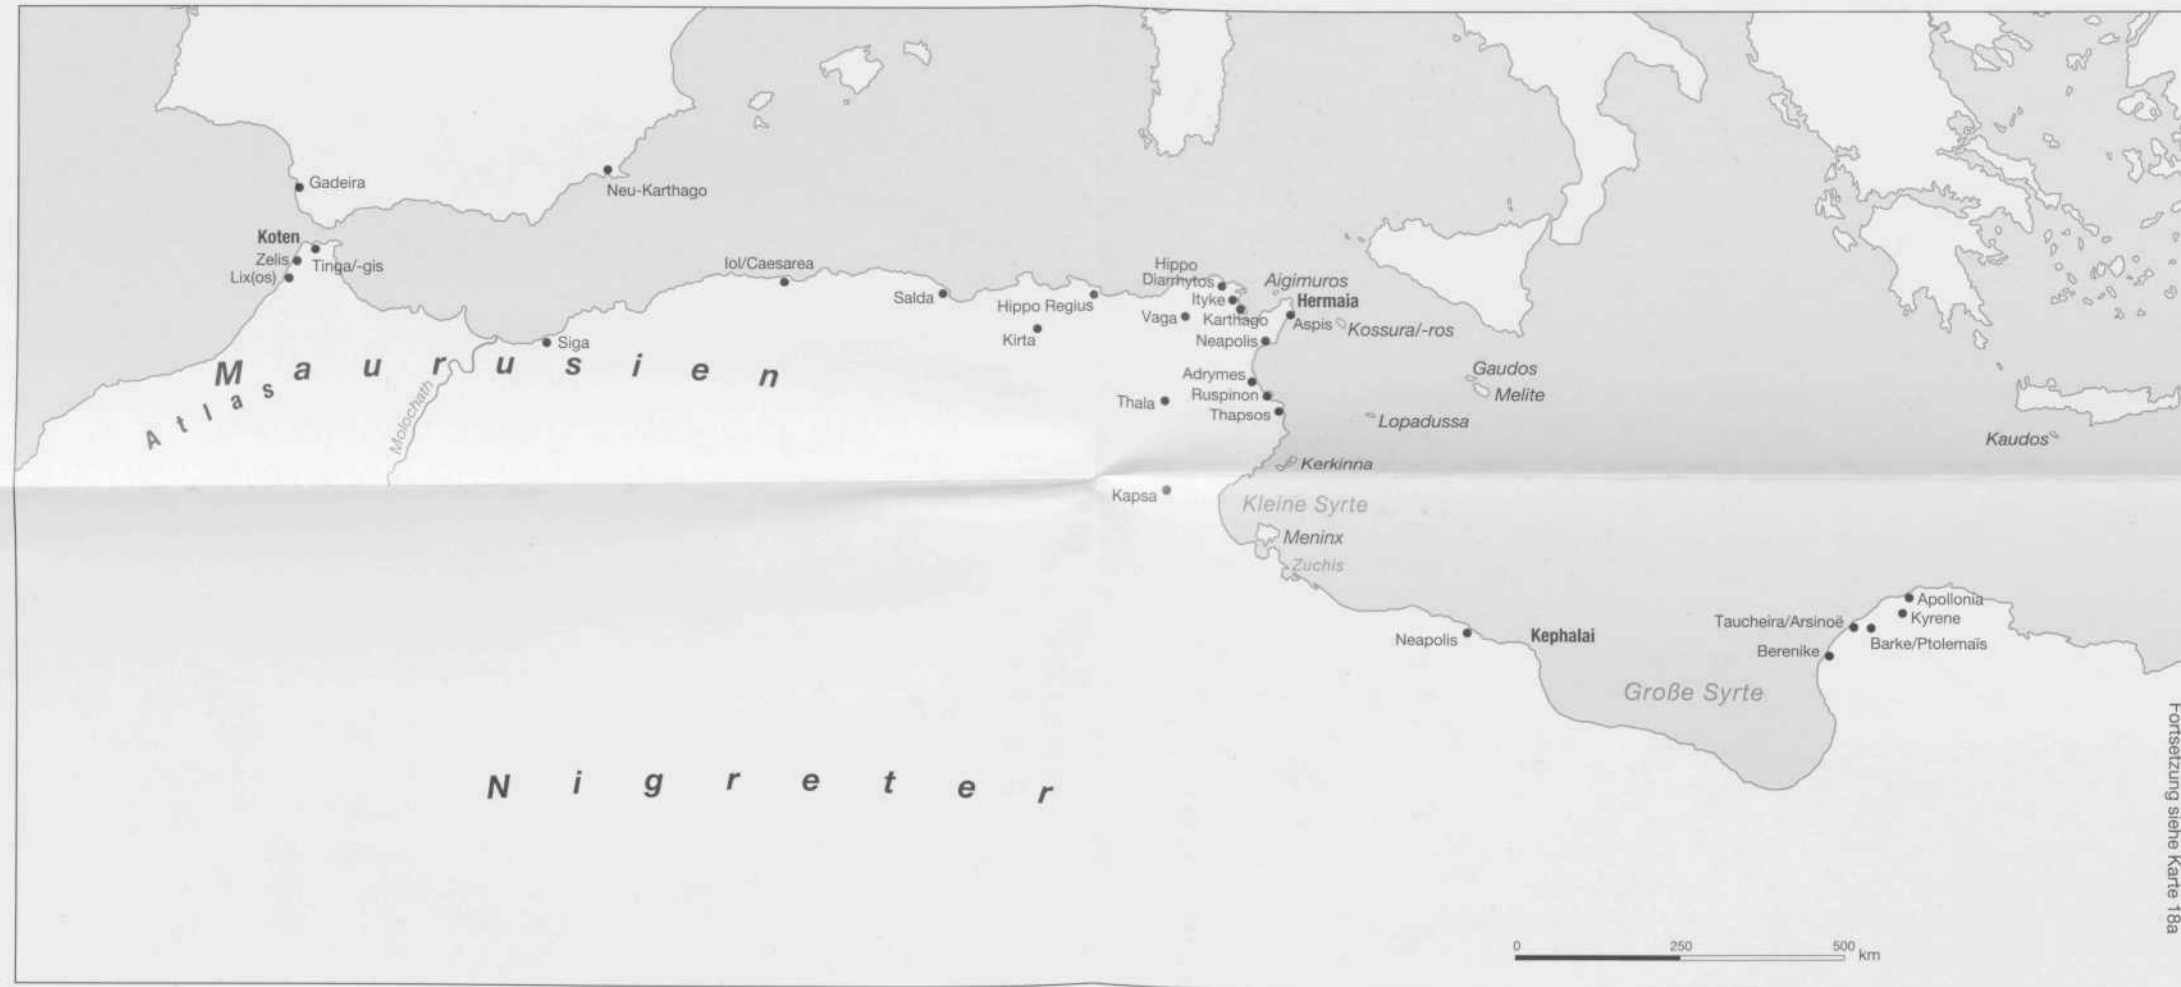 Gadeira
Neu-Karthago
Koten
Zelis
Tinga/-gis
Lix(os)
Iol/Caesarea
Salda
Hippo Regius
Hippo
Diarrhytos
Aigimuros
Ityke
Hermaia
Vaga
Karthago
Aspis
Kossura/-ros
Siga
Kirta
Neapolis
Maurusien
Atlas
Molochath
Adrymes
Gaudos
Melite
Ruspinon
Thala
Thapsos
Lopadussa
Kaudos
Kerkinna
Kapsa
Kleine Syrte
Meninx
Zuchis
Neapolis
Kephalai
Apollonia
Taucheira/Arsinoë
Kyrene
Barke/Ptolemaïs
Berenike
Große Syrte
Nigreter
Fortsetzung siehe Karte 18a
0 250 500 km